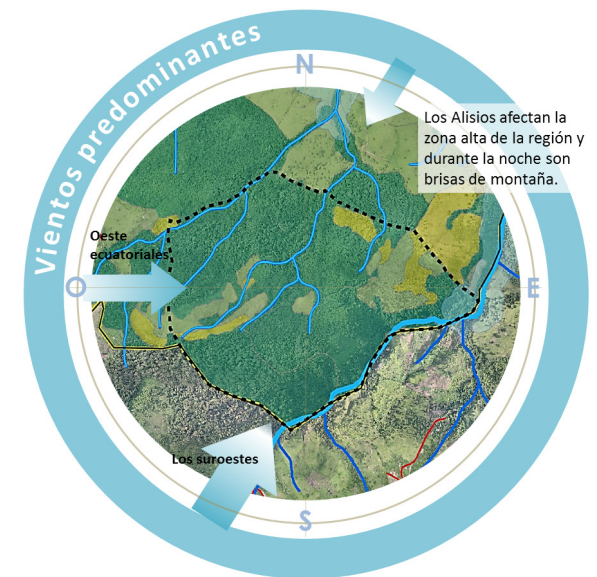 Vientos predominantes
N
Los Alisios afectan la
zona alta de la región y
durante la noche son
brisas de montaña.
Oeste
ecuatoriales
O
E
Los suroestes
S